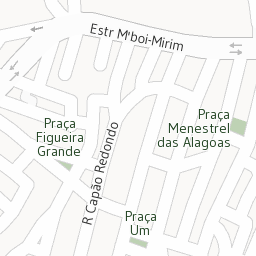 Estr M'boi-Mirim
Praça
Menestrel
das Alagoas
Praça
Figueira
Grande
R Capão Redondo
Praça
Um